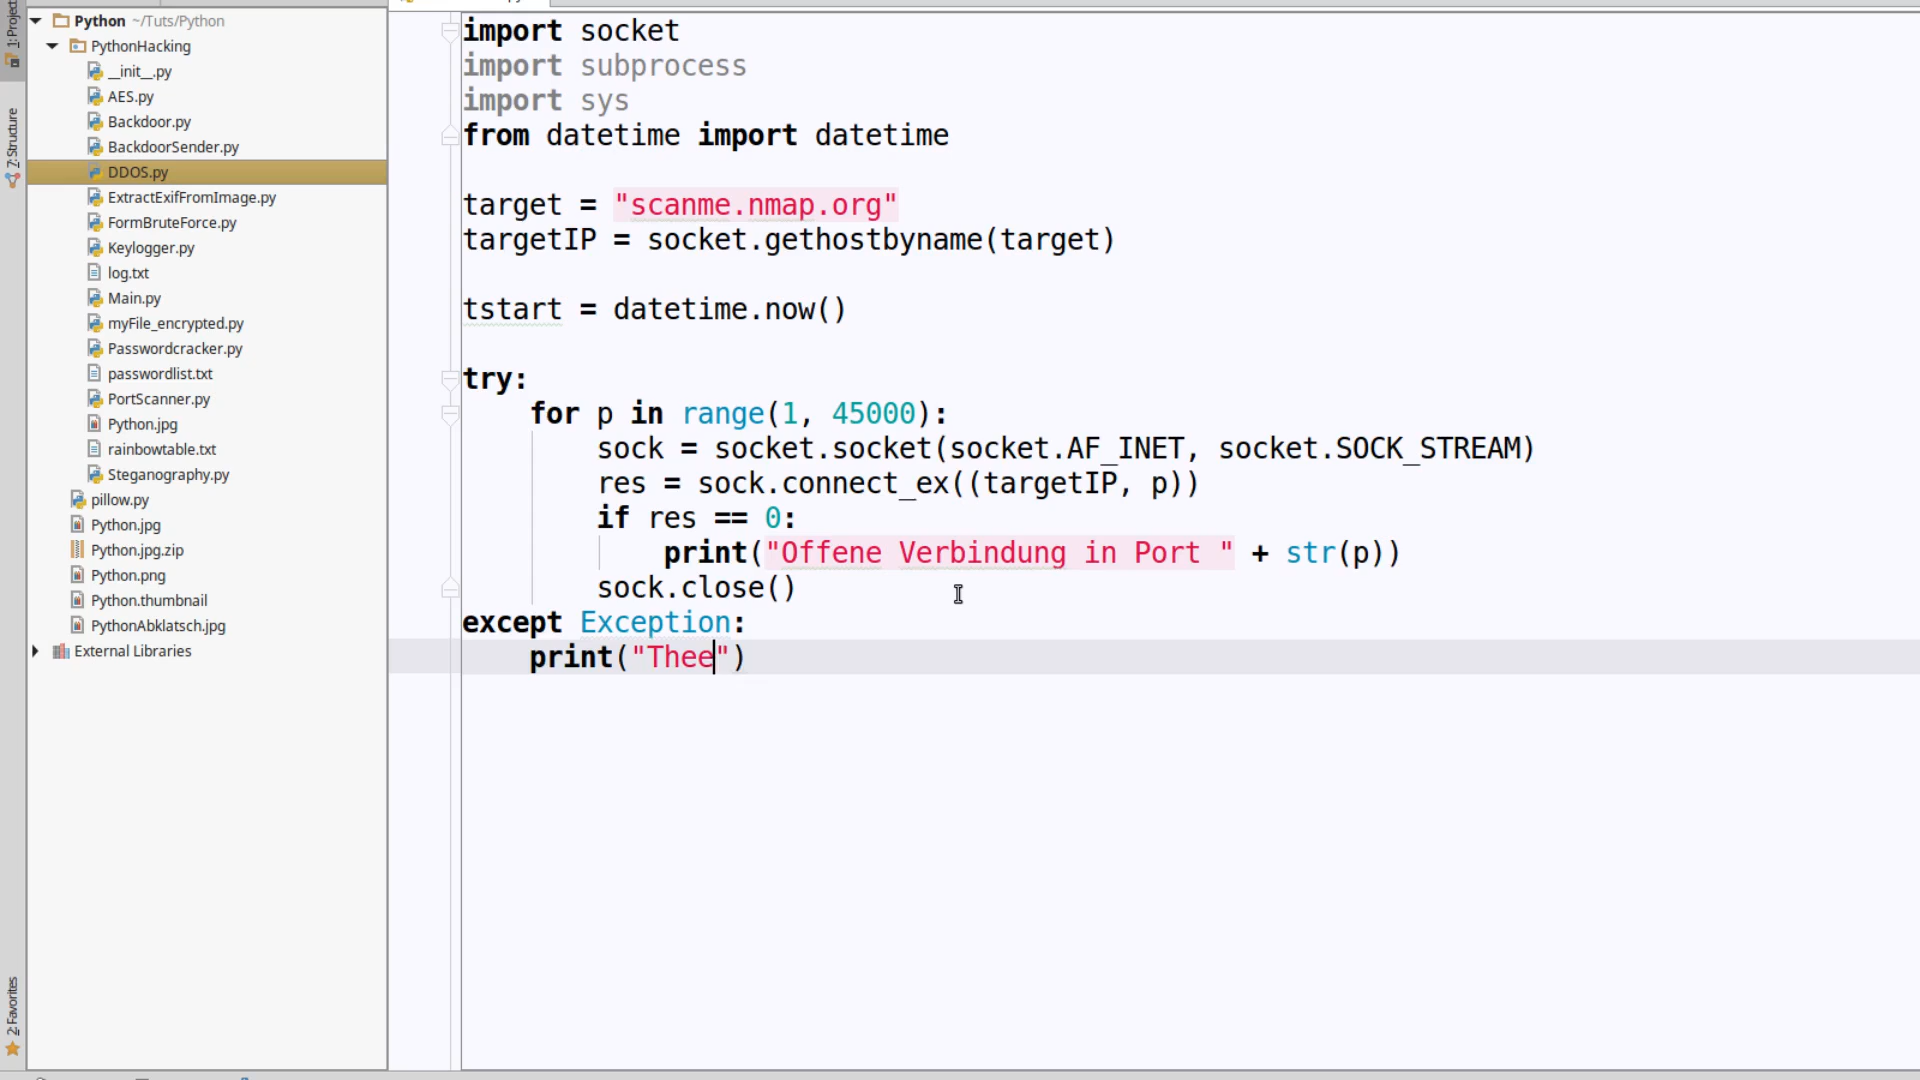 1: Project
Python ~/Tuts/Python
PythonHacking
__init__.py
AES.py
Backdoor.py
BackdoorSender.py
DDOS.py
ExtractExifFromImage.py
FormBruteForce.py
Keylogger.py
log.txt
Main.py
myFile_encrypted.py
Passwordcracker.py
passwordlist.txt
PortScanner.py
Python.jpg
rainbowtable.txt
Steganography.py
pillow.py
Python.jpg
Python.jpg.zip
Python.png
Python.thumbnail
PythonAbklatsch.jpg
External Libraries
7: Structure
2: Favorites
import socket
import subprocess
import sys
from datetime import datetime
target = "scanme.nmap.org"
targetIP = socket.gethostbyname(target)
tstart = datetime.now()
try:
for p in range(1, 45000):
sock = socket.socket(socket.AF_INET, socket.SOCK_STREAM)
res = sock.connect_ex((targetIP, p))
if res == 0:
print("Offene Verbindung in Port " + str(p))
sock.close()
except Exception:
print("Thee")